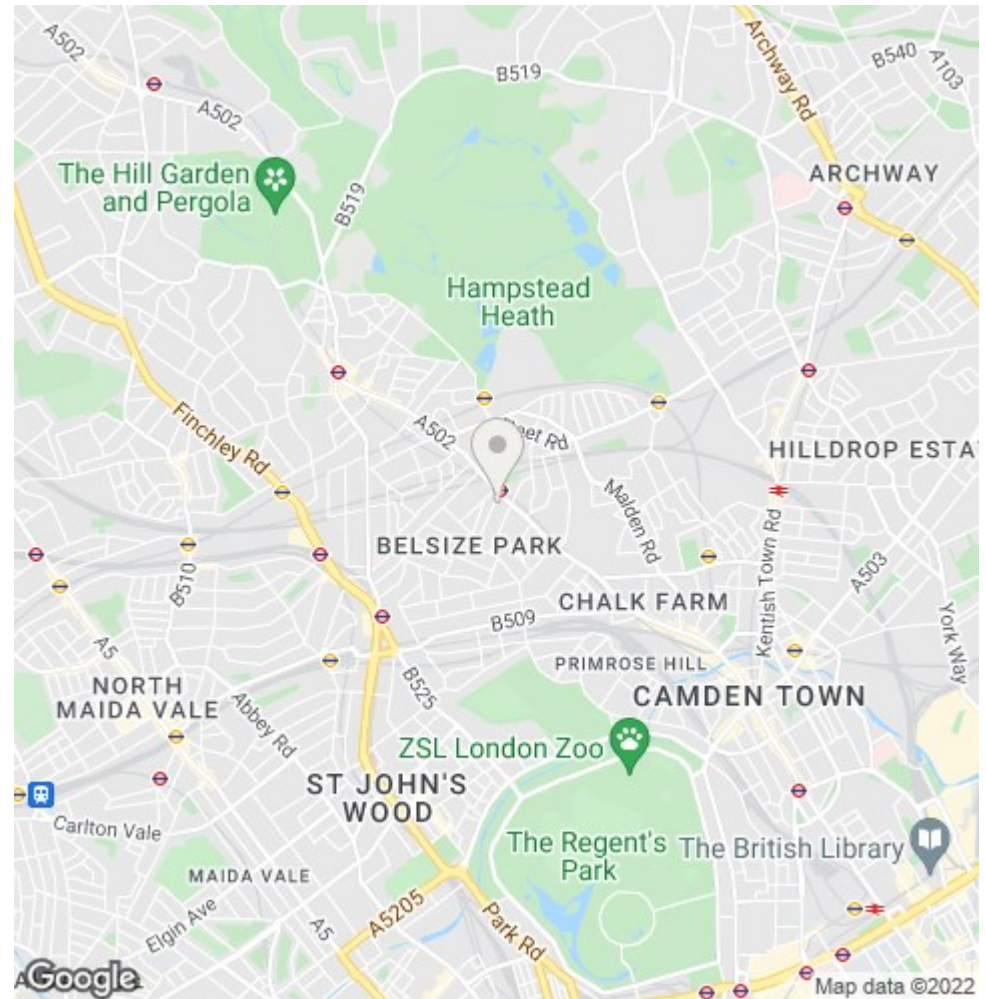 A502
B519
Archway Rd
B540
A103
A502
The Hill Garden
and Pergola
B519
ARCHWAY
Hampstead
Heath
Finchley Rd
A502
HILLDROP ESTA
Malden Rd
BELSIZE PARK
B510
Kentish Town Rd
A503
CHALK FARM
York Way
B509
A5
PRIMROSE HILL
NORTH
MAIDA VALE
Abbey Rd
B525
CAMDEN TOWN
ZSL London Zoo
ST JOHN'S
WOOD
Carlton Vale
The Regent's
Park
The British Library
MAIDA VALE
Elgin Ave
A5
A5205
Park Rd
Google
Map data ©2022